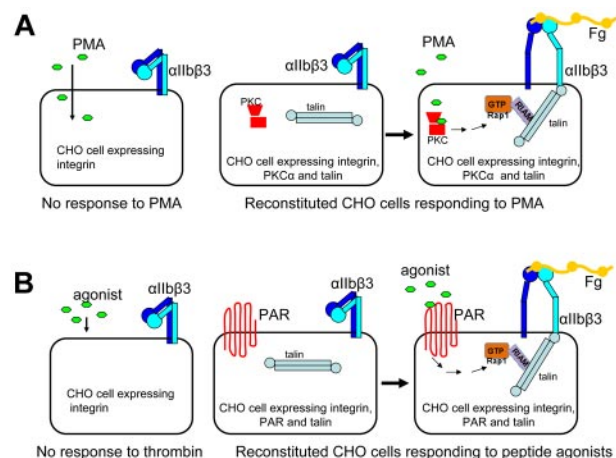 A
PMA
αIIbβ3
CHO cell expressing
integrin
No response to PMA
αIIbβ3
PKC
talin
CHO cell expressing integrin,
PKCα and talin
PMA
Fg
αIIbβ3
PKC
GTP
Rap1
RIAM
talin
CHO cell expressing integrin,
PKCα and talin
Reconstituted CHO cells responding to PMA
B
agonist
αIIbβ3
CHO cell expressing
integrin
No response to thrombin
PAR
αIIbβ3
talin
CHO cell expressing integrin,
PAR and talin
agonist
PAR
Fg
αIIbβ3
GTP
Rap1
RIAM
talin
CHO cell expressing integrin,
PAR and talin
Reconstituted CHO cells responding to peptide agonists